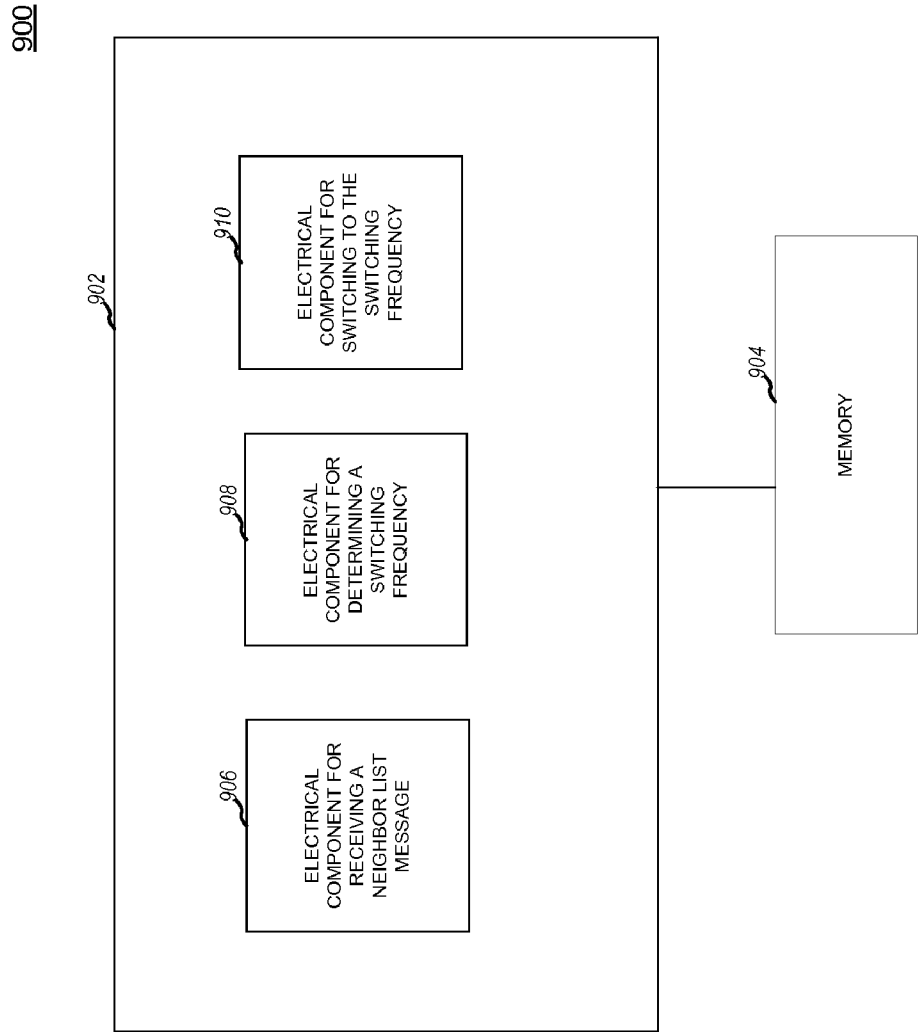 900
902
906
ELECTRICAL
COMPONENT FOR
RECEIVING A
NEIGHBOR LIST
MESSAGE
908
ELECTRICAL
COMPONENT FOR
DETERMINING A
SWITCHING
FREQUENCY
910
ELECTRICAL
COMPONENT FOR
SWITCHING TO THE
SWITCHING
FREQUENCY
904
MEMORY